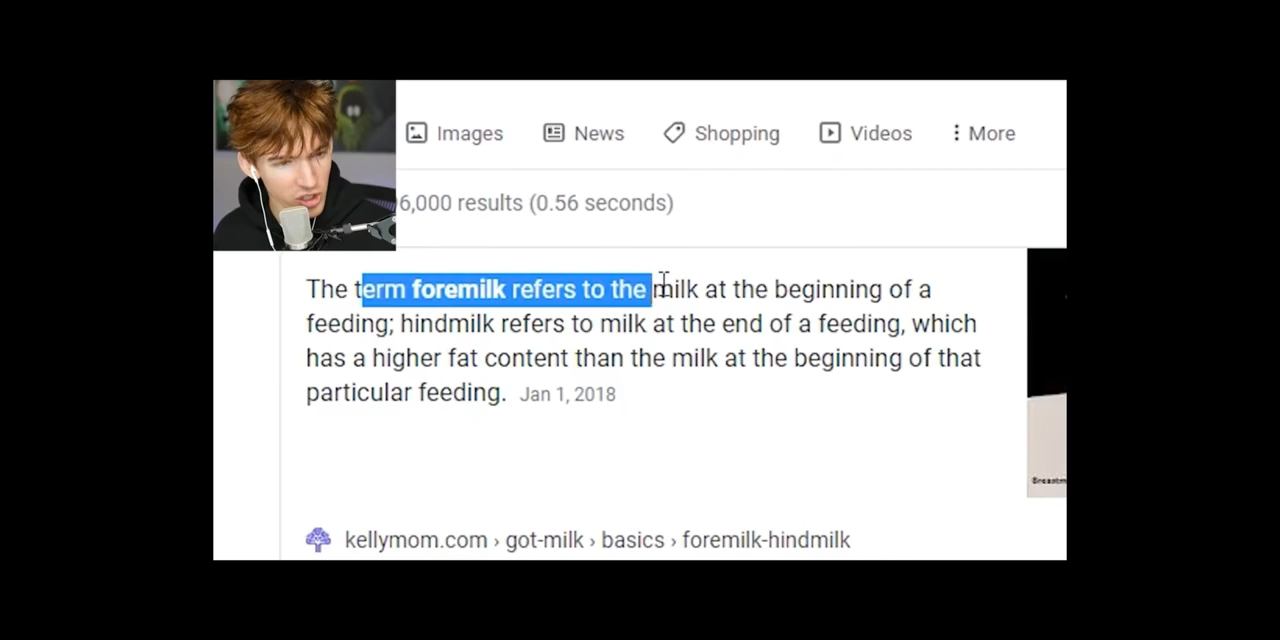 Images News Shopping Videos More
6,000 results (0.56 seconds)
The term foremilk refers to the milk at the beginning of a
feeding; hindmilk refers to milk at the end of a feeding, which
has a higher fat content than the milk at the beginning of that
particular feeding. Jan 1, 2018
Breastm
kellymom.com › got-milk › basics › foremilk-hindmilk